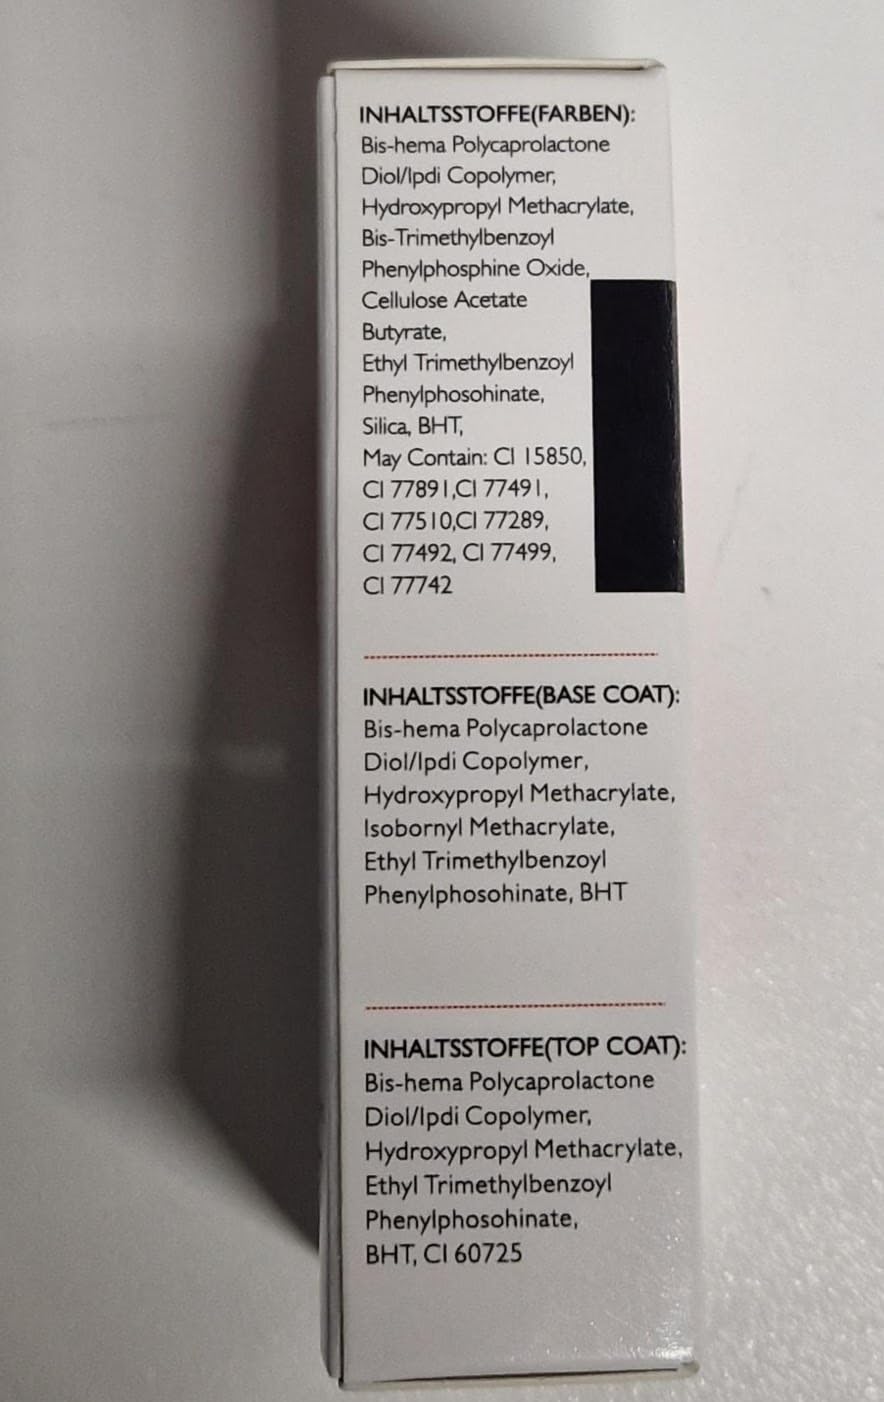 INHALTSSTOFFE(FARBEN):
Bis-hema Polycaprolactone
Diol/Ipdi Copolymer,
Hydroxypropyl Methacrylate,
Bis-Trimethylbenzoyl
Phenylphosphine Oxide,
Cellulose Acetate
Butyrate,
Ethyl Trimethylbenzoyl
Phenylphosohinate,
Silica, BHT,
May Contain: CI 15850,
CI 77891,CI 77491,
CI 77510,CI 77289,
CI 77492, CI 77499,
CI 77742
INHALTSSTOFFE(BASE COAT):
Bis-hema Polycaprolactone
Diol/Ipdi Copolymer,
Hydroxypropyl Methacrylate,
Isobornyl Methacrylate,
Ethyl Trimethylbenzoyl
Phenylphosohinate, BHT
INHALTSSTOFFE(TOP COAT):
Bis-hema Polycaprolactone
Diol/Ipdi Copolymer,
Hydroxypropyl Methacrylate,
Ethyl Trimethylbenzoyl
Phenylphosohinate,
BHT, CI 60725